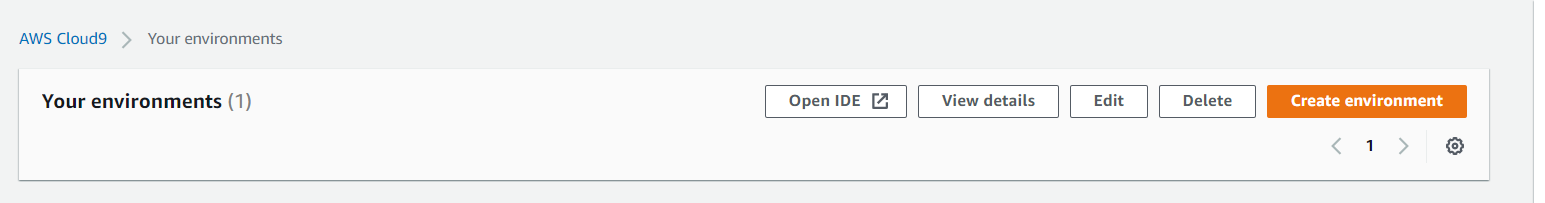 AWS Cloud9 > Your environments
Your environments (1)
Open IDE View details Edit Delete Create environment
< 1 >